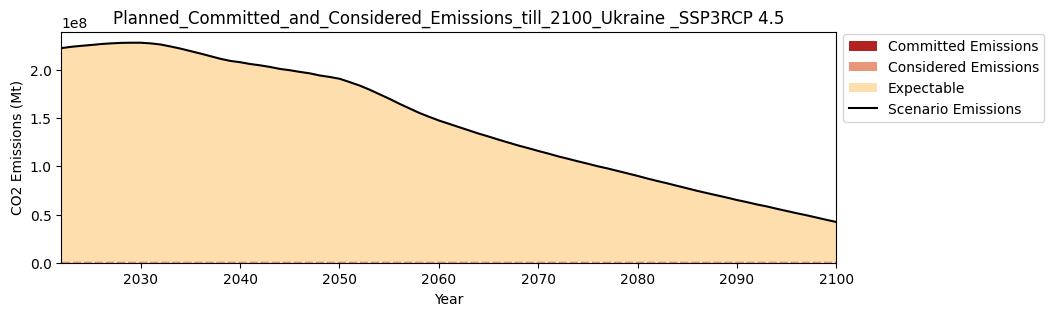 Planned_Committed_and_Considered_Emissions_till_2100_Ukraine _SSP3RCP 4.5
1e8
CO2 Emissions (Mt)
2.0
1.5
1.0
0.5
0.0
2030 2040 2050 2060 2070 2080 2090 2100
Year
Committed Emissions
Considered Emissions
Expectable
Scenario Emissions